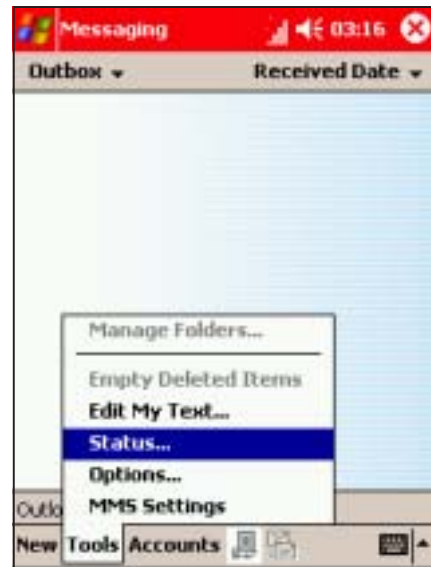 Messaging 03:16
Outbox Received Date
Manage Folders...
Empty Deleted Items
Edit My Text...
Status...
Options...
MMS Settings
Outlo
New Tools Accounts